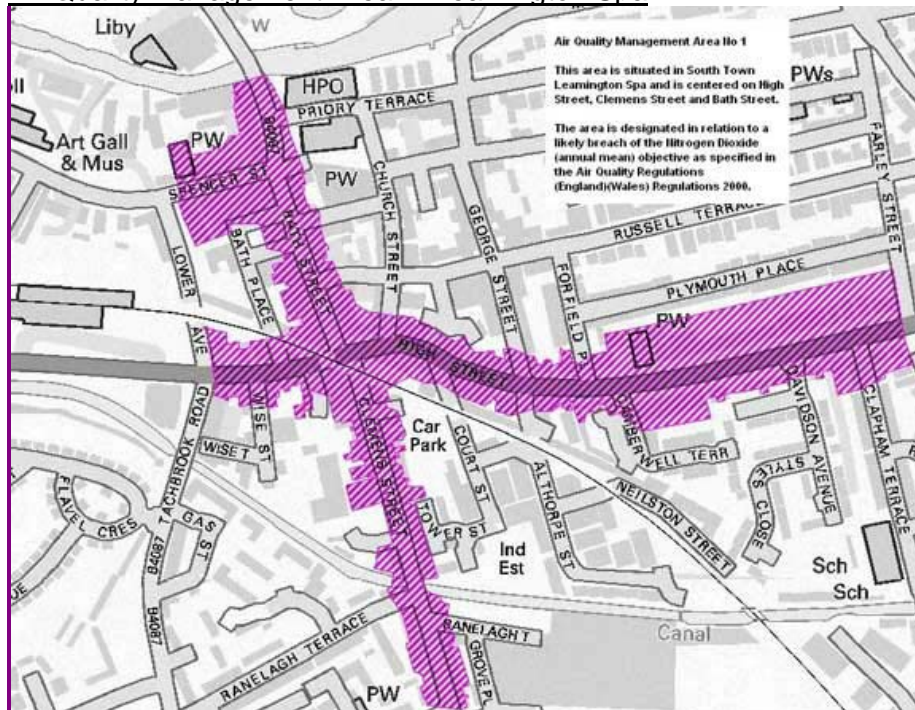 Liby
W
Air Quality Management Area No 1
This area is situated in South Town
Leamington Spa and is centered on High
Street, Clemens Street and Bath Street.
The area is designated in relation to a
likely breach of the Nitrogen Dioxide
(annual mean) objective as specified in
the Air Quality Regulations
(England)(Wales) Regulations 2000.
HPO
PWs
PRIORY TERRACE
B4087
Art Gall
& Mus
PW
PW
FARLEY STREET
SPENCER ST
CHURCH STREET
GEORGE STREET
RUSSELL TERRACE
BATH STREET
BATH PLACE
LOWER
AVE
FORFIELD PL
PLYMOUTH PLACE
PW
HIGH STREET
WISE ST
WISE T
CLEMENS STREET
Car
Park
COURT ST
CAMBERWELL TERR
DAVIDSON AVENUE
CLAPHAM TERRACE
STYLES CLOSE
TACHBROOK ROAD
FLAVEL CRES
GAS ST
TOWER ST
ALTHORPE ST
NEILSTON STREET
Ind
Est
Sch
Sch
B4087
B4087
RANELAGH TERRACE
RANELAGH T
GROVE PL
Canal
PW